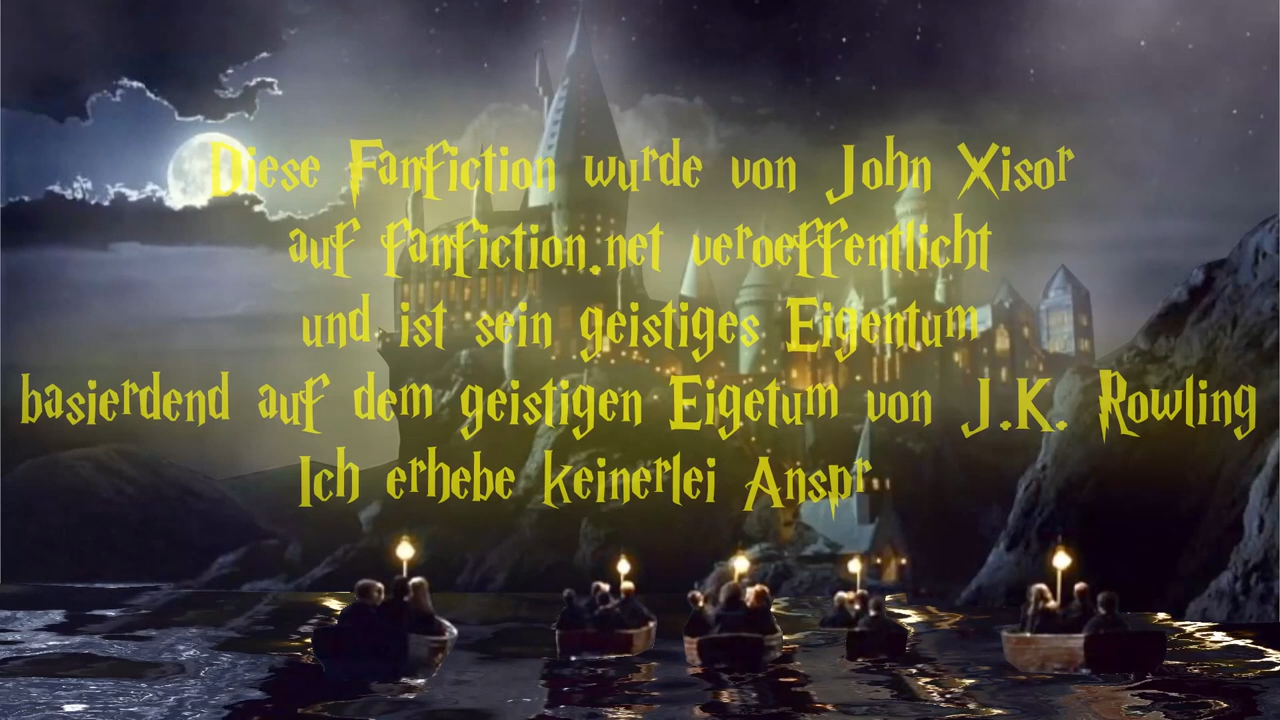 Diese Fanfiction wurde von John Xisor
auf fanfiction.net veroeffentlicht
und ist sein geistiges Eigentum
basierdend auf dem geistigen Eigetum von J.K. Rowling
Ich erhebe keinerlei Anspr